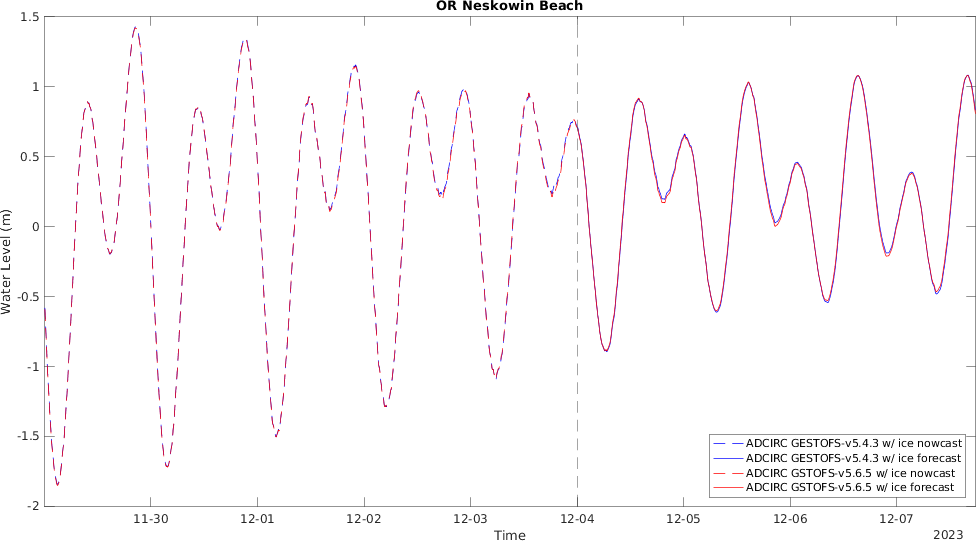 OR Neskowin Beach
1.5
1
0.5
0
-0.5
-1
-1.5
-2
Water Level (m)
11-30
12-01
12-02
12-03
12-04
12-05
12-06
12-07
Time
2023
ADCIRC GESTOFS-v5.4.3 w/ ice nowcast
ADCIRC GESTOFS-v5.4.3 w/ ice forecast
ADCIRC GSTOFS-v5.6.5 w/ ice nowcast
ADCIRC GSTOFS-v5.6.5 w/ ice forecast